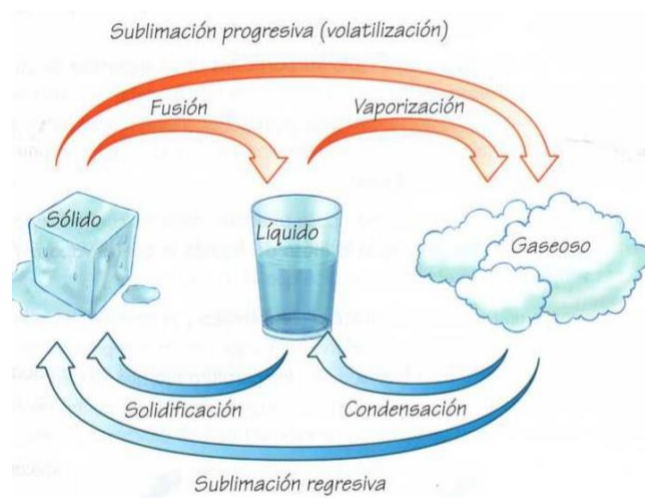 Sublimación progresiva (volatilización)
Fusión
Vaporización
Sólido
Líquido
Gaseoso
Solidificación
Condensación
Sublimación regresiva